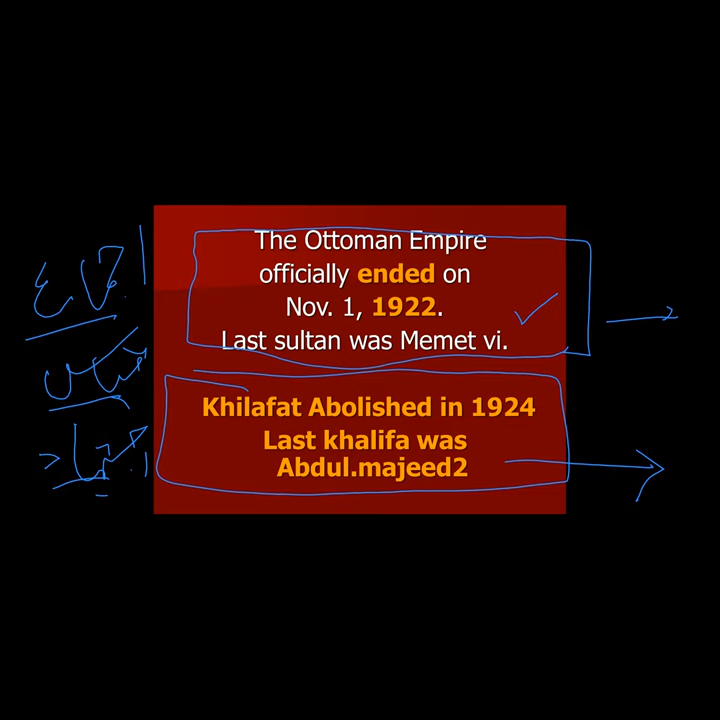 The Ottoman Empire
officially ended on
Nov. 1, 1922.
Last sultan was Memet vi.
Khilafat Abolished in 1924
Last khalifa was
Abdul.majeed2